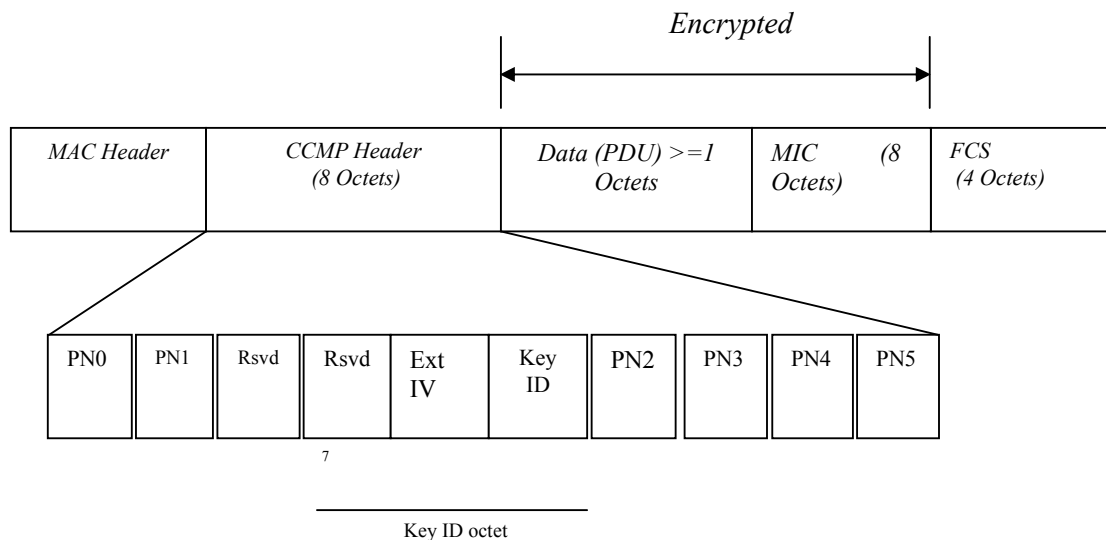 Encrypted
MAC Header
CCMP Header
(8 Octets)
Data (PDU) >=1
Octets
MIC (8
Octets)
FCS
(4 Octets)
PN0
PN1
Rsvd
Rsvd
Ext
IV
Key
ID
PN2
PN3
PN4
PN5
7
Key ID octet